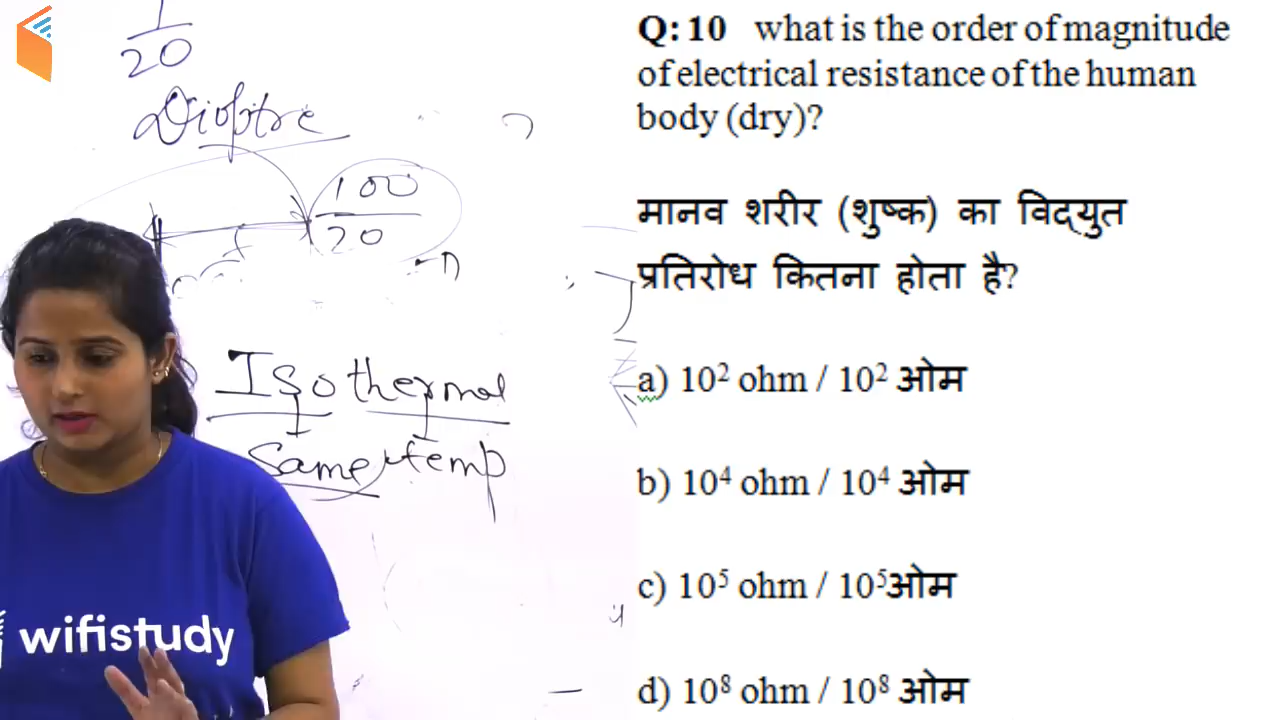 1
20
Dioptre
100
20
Isothermal
Same temp
wifistudy
Q: 10 what is the order of magnitude
of electrical resistance of the human
body (dry)?
मानव शरीर (शुष्क) का विद्युत
प्रतिरोध कितना होता है?
a) 10² ohm / 10² ओम
b) 10⁴ ohm / 10⁴ ओम
c) 10⁵ ohm / 10⁵ओम
d) 10⁸ ohm / 10⁸ ओम